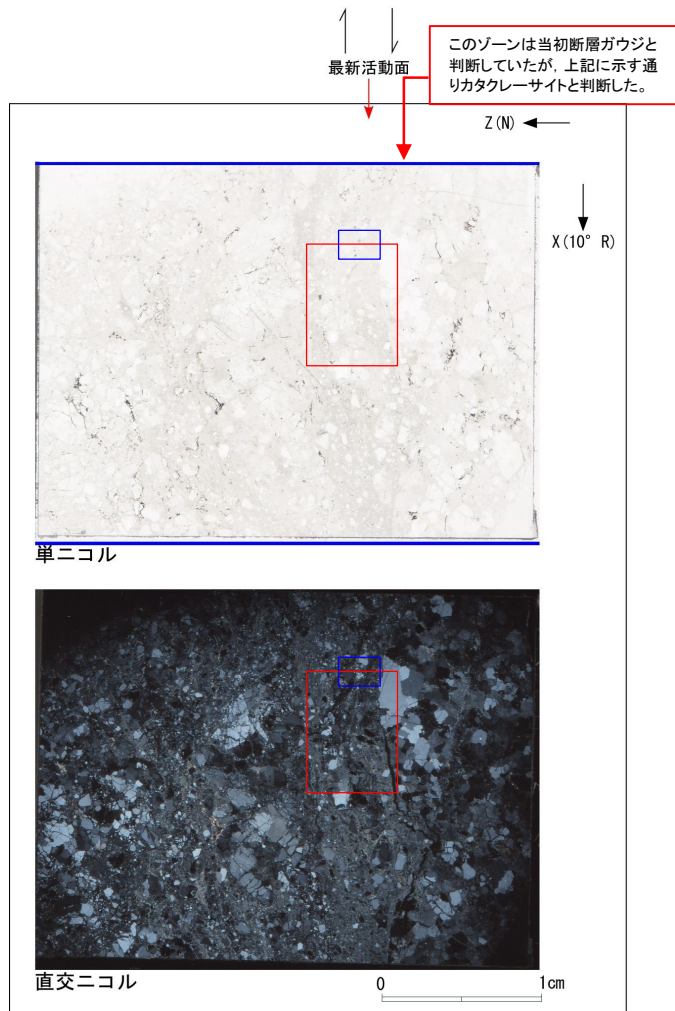 このゾーンは当初断層ガウジと
判断していたが, 上記に示す通
りカタクレーサイトと判断した。
最新活動面
Z(N)
X(10° R)
単ニコル
直交ニコル
0 1cm